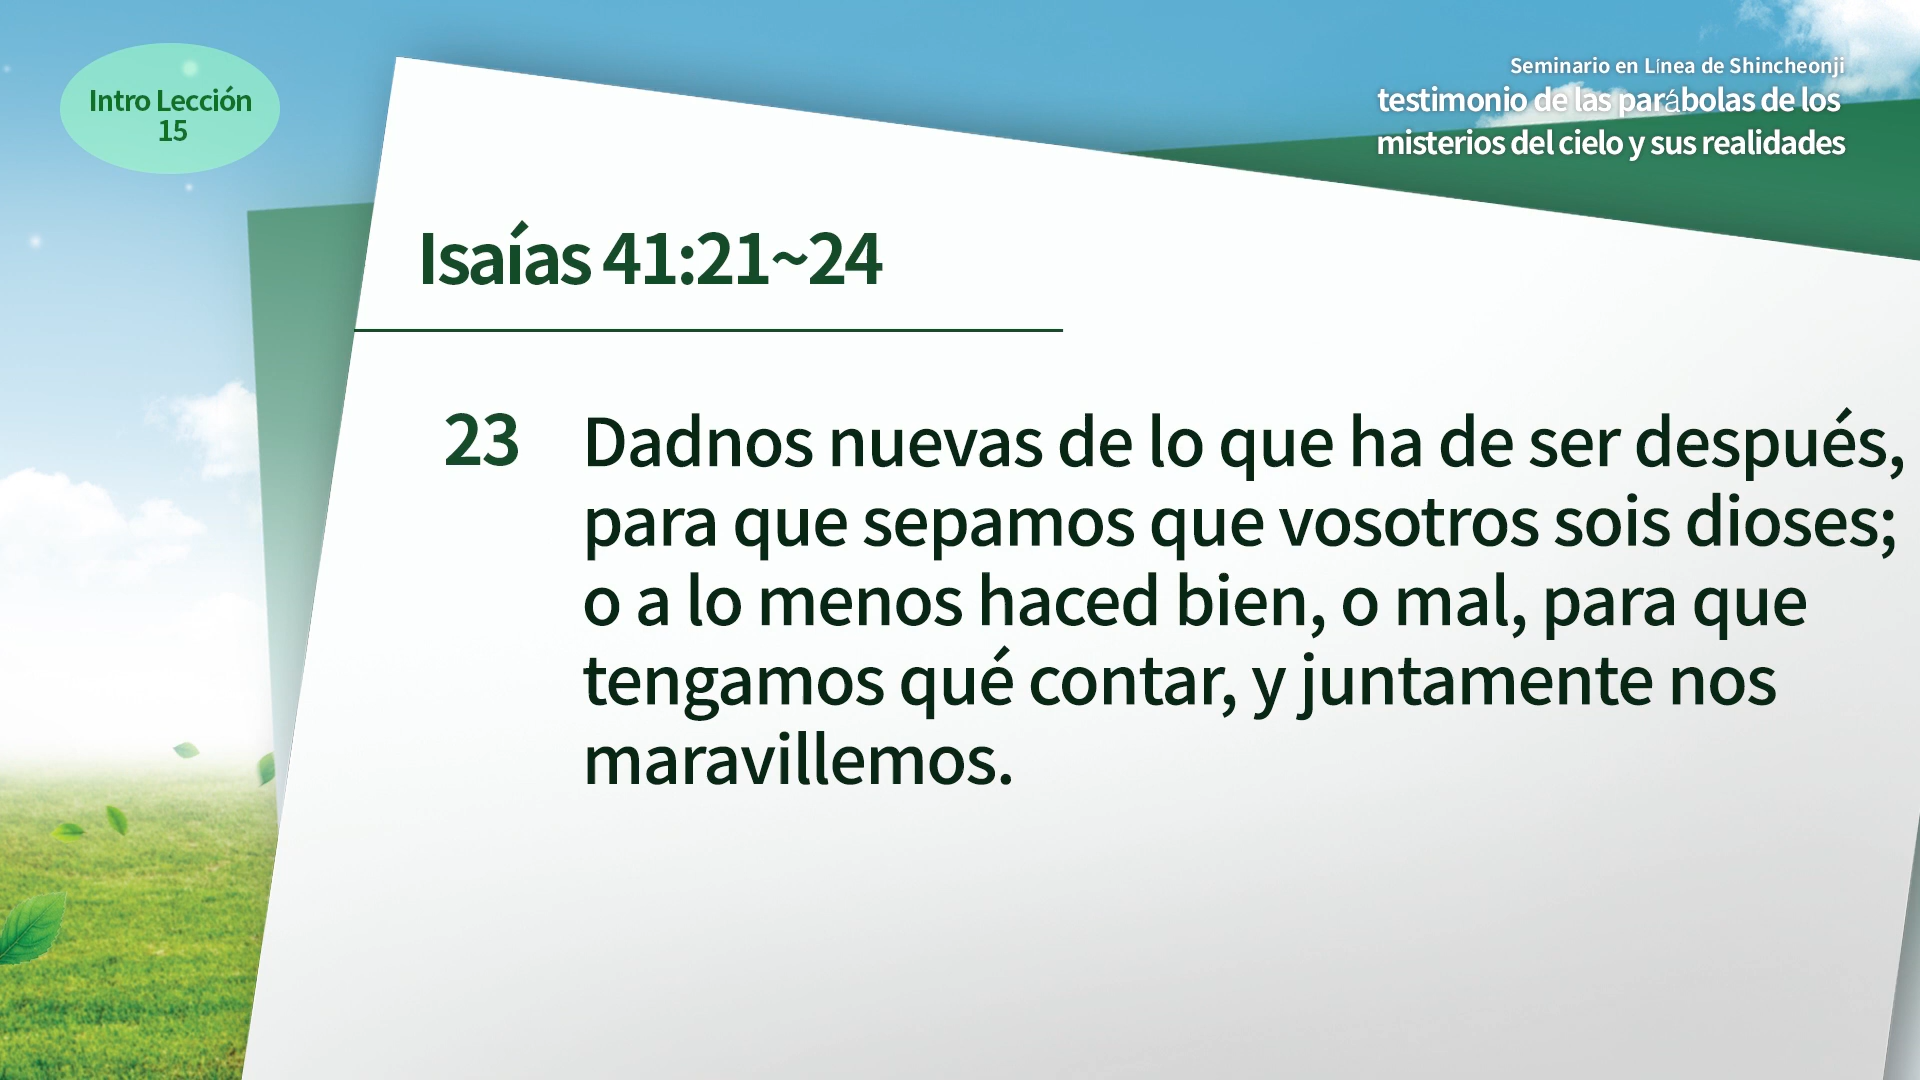 Intro Lección
15
Seminario en Línea de Shincheonji
testimonio de las parábolas de los
misterios del cielo y sus realidades
Isaías 41:21~24
23 Dadnos nuevas de lo que ha de ser después,
para que sepamos que vosotros sois dioses;
o a lo menos haced bien, o mal, para que
tengamos qué contar, y juntamente nos
maravillemos.